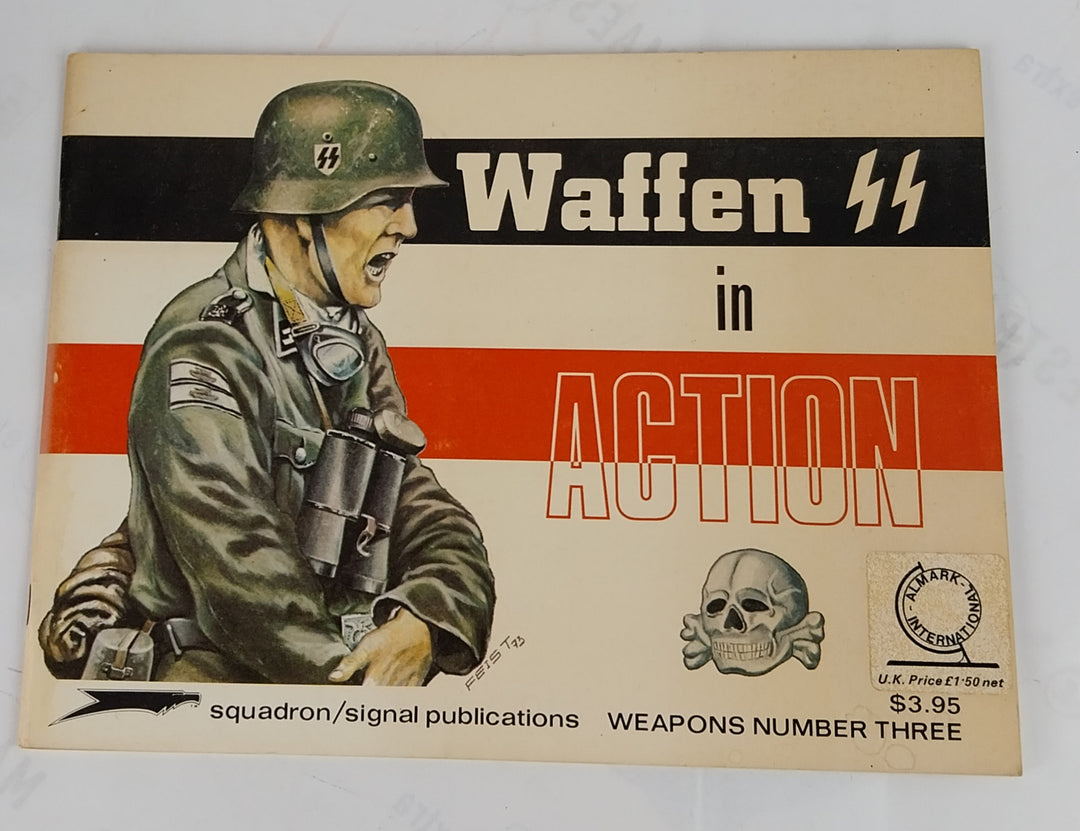 Waffen SS
in
ACTION
FEIST 73
ALMARK-
INTERNATIONAL
U.K. Price £1·50 net
$3.95
squadron/signal publications
WEAPONS NUMBER THREE